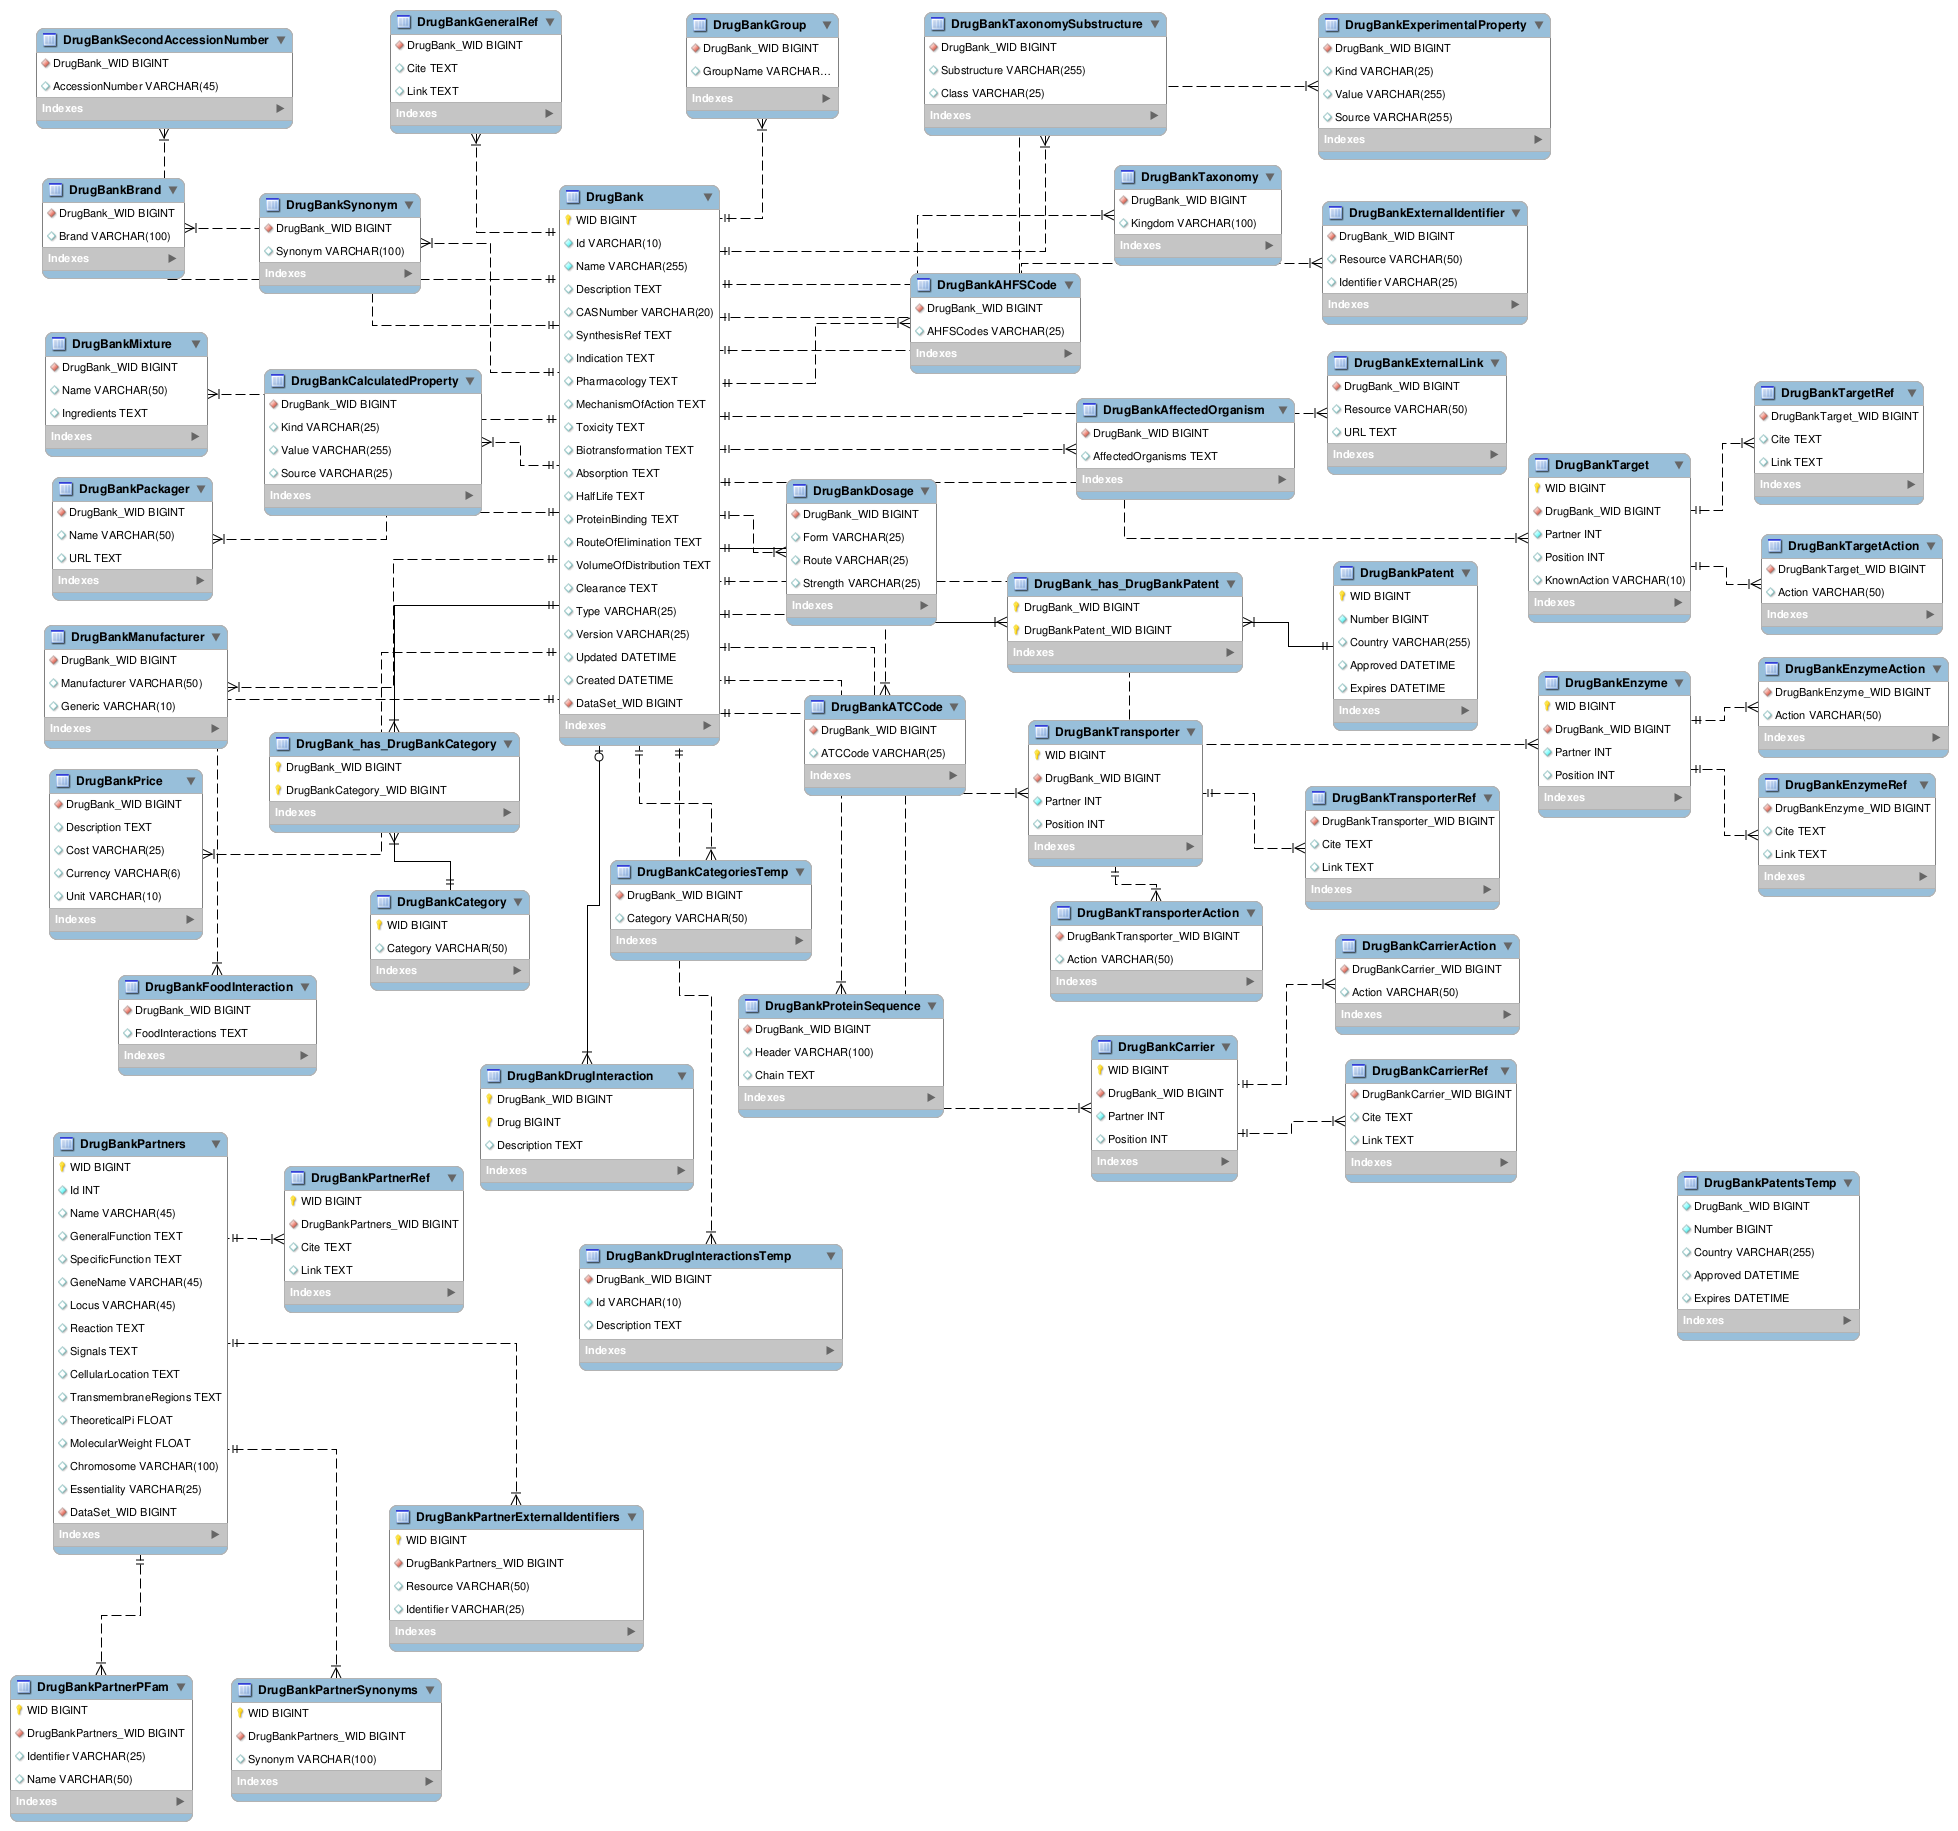 DrugBankSecondAccessionNumber
DrugBank_WID BIGINT
AccessionNumber VARCHAR(45)
Indexes
DrugBankGeneralRef
DrugBank_WID BIGINT
Cite TEXT
Link TEXT
Indexes
DrugBankGroup
DrugBank_WID BIGINT
GroupName VARCHAR...
Indexes
DrugBankTaxonomySubstructure
DrugBank_WID BIGINT
Substructure VARCHAR(255)
Class VARCHAR(25)
Indexes
DrugBankExperimentalProperty
DrugBank_WID BIGINT
Kind VARCHAR(25)
Value VARCHAR(255)
Source VARCHAR(255)
Indexes
DrugBankBrand
DrugBank_WID BIGINT
Brand VARCHAR(100)
Indexes
DrugBankSynonym
DrugBank_WID BIGINT
Synonym VARCHAR(100)
Indexes
DrugBank
WID BIGINT
Id VARCHAR(10)
Name VARCHAR(255)
Description TEXT
CASNumber VARCHAR(20)
SynthesisRef TEXT
Indication TEXT
Pharmacology TEXT
MechanismOfAction TEXT
Toxicity TEXT
Biotransformation TEXT
Absorption TEXT
HalfLife TEXT
ProteinBinding TEXT
RouteOfElimination TEXT
VolumeOfDistribution TEXT
Clearance TEXT
Type VARCHAR(25)
Version VARCHAR(25)
Updated DATETIME
Created DATETIME
DataSet_WID BIGINT
Indexes
DrugBankTaxonomy
DrugBank_WID BIGINT
Kingdom VARCHAR(100)
Indexes
DrugBankExternalIdentifier
DrugBank_WID BIGINT
Resource VARCHAR(50)
Identifier VARCHAR(25)
Indexes
DrugBankAHFSCode
DrugBank_WID BIGINT
AHFSCodes VARCHAR(25)
Indexes
DrugBankMixture
DrugBank_WID BIGINT
Name VARCHAR(50)
Ingredients TEXT
Indexes
DrugBankCalculatedProperty
DrugBank_WID BIGINT
Kind VARCHAR(25)
Value VARCHAR(255)
Source VARCHAR(25)
Indexes
DrugBankExternalLink
DrugBank_WID BIGINT
Resource VARCHAR(50)
URL TEXT
Indexes
DrugBankAffectedOrganism
DrugBank_WID BIGINT
AffectedOrganisms TEXT
Indexes
DrugBankTargetRef
DrugBankTarget_WID BIGINT
Cite TEXT
Link TEXT
Indexes
DrugBankTarget
WID BIGINT
DrugBank_WID BIGINT
Partner INT
Position INT
KnownAction VARCHAR(10)
Indexes
DrugBankPackager
DrugBank_WID BIGINT
Name VARCHAR(50)
URL TEXT
Indexes
DrugBankDosage
DrugBank_WID BIGINT
Form VARCHAR(25)
Route VARCHAR(25)
Strength VARCHAR(25)
Indexes
DrugBankTargetAction
DrugBankTarget_WID BIGINT
Action VARCHAR(50)
Indexes
DrugBank_has_DrugBankPatent
DrugBank_WID BIGINT
DrugBankPatent_WID BIGINT
Indexes
DrugBankPatent
WID BIGINT
Number BIGINT
Country VARCHAR(255)
Approved DATETIME
Expires DATETIME
Indexes
DrugBankManufacturer
DrugBank_WID BIGINT
Manufacturer VARCHAR(50)
Generic VARCHAR(10)
Indexes
DrugBankEnzyme
WID BIGINT
DrugBank_WID BIGINT
Partner INT
Position INT
Indexes
DrugBankEnzymeAction
DrugBankEnzyme_WID BIGINT
Action VARCHAR(50)
Indexes
DrugBankATCCode
DrugBank_WID BIGINT
ATCCode VARCHAR(25)
Indexes
DrugBank_has_DrugBankCategory
DrugBank_WID BIGINT
DrugBankCategory_WID BIGINT
Indexes
DrugBankTransporter
WID BIGINT
DrugBank_WID BIGINT
Partner INT
Position INT
Indexes
DrugBankPrice
DrugBank_WID BIGINT
Description TEXT
Cost VARCHAR(25)
Currency VARCHAR(6)
Unit VARCHAR(10)
Indexes
DrugBankTransporterRef
DrugBankTransporter_WID BIGINT
Cite TEXT
Link TEXT
Indexes
DrugBankEnzymeRef
DrugBankEnzyme_WID BIGINT
Cite TEXT
Link TEXT
Indexes
DrugBankCategory
WID BIGINT
Category VARCHAR(50)
Indexes
DrugBankCategoriesTemp
DrugBank_WID BIGINT
Category VARCHAR(50)
Indexes
DrugBankTransporterAction
DrugBankTransporter_WID BIGINT
Action VARCHAR(50)
Indexes
DrugBankCarrierAction
DrugBankCarrier_WID BIGINT
Action VARCHAR(50)
Indexes
DrugBankFoodInteraction
DrugBank_WID BIGINT
FoodInteractions TEXT
Indexes
DrugBankProteinSequence
DrugBank_WID BIGINT
Header VARCHAR(100)
Chain TEXT
Indexes
DrugBankCarrier
WID BIGINT
DrugBank_WID BIGINT
Partner INT
Position INT
Indexes
DrugBankCarrierRef
DrugBankCarrier_WID BIGINT
Cite TEXT
Link TEXT
Indexes
DrugBankDrugInteraction
DrugBank_WID BIGINT
Drug BIGINT
Description TEXT
Indexes
DrugBankPartners
WID BIGINT
Id INT
Name VARCHAR(45)
GeneralFunction TEXT
SpecificFunction TEXT
GeneName VARCHAR(45)
Locus VARCHAR(45)
Reaction TEXT
Signals TEXT
CellularLocation TEXT
TransmembraneRegions TEXT
TheoreticalPi FLOAT
MolecularWeight FLOAT
Chromosome VARCHAR(100)
Essentiality VARCHAR(25)
DataSet_WID BIGINT
Indexes
DrugBankPartnerRef
WID BIGINT
DrugBankPartners_WID BIGINT
Cite TEXT
Link TEXT
Indexes
DrugBankPatentsTemp
DrugBank_WID BIGINT
Number BIGINT
Country VARCHAR(255)
Approved DATETIME
Expires DATETIME
Indexes
DrugBankDrugInteractionsTemp
DrugBank_WID BIGINT
Id VARCHAR(10)
Description TEXT
Indexes
DrugBankPartnerExternalIdentifiers
WID BIGINT
DrugBankPartners_WID BIGINT
Resource VARCHAR(50)
Identifier VARCHAR(25)
Indexes
DrugBankPartnerPFam
WID BIGINT
DrugBankPartners_WID BIGINT
Identifier VARCHAR(25)
Name VARCHAR(50)
Indexes
DrugBankPartnerSynonyms
WID BIGINT
DrugBankPartners_WID BIGINT
Synonym VARCHAR(100)
Indexes